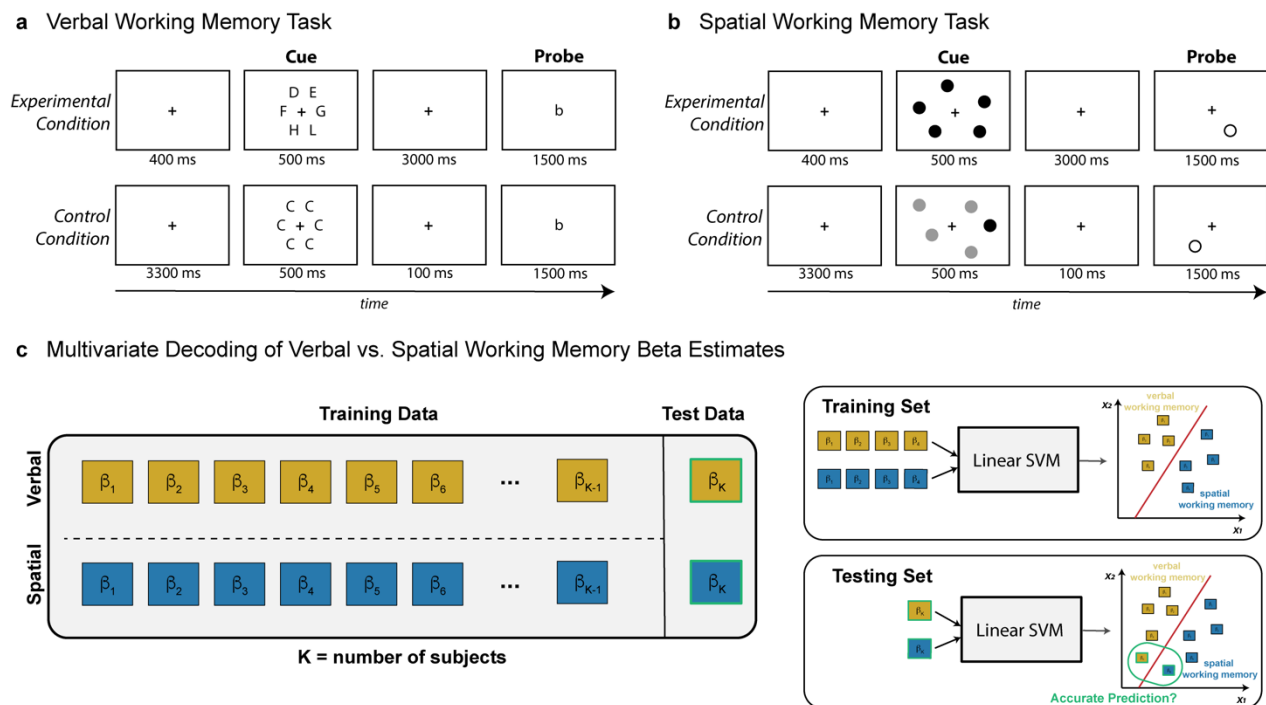 a Verbal Working Memory Task
Cue
Probe
Experimental
Condition
+
D E
F + G
H L
+
b
400 ms
500 ms
3000 ms
1500 ms
Control
Condition
+
C C
C + C
C C
+
b
3300 ms
500 ms
100 ms
1500 ms
time
b Spatial Working Memory Task
Cue
Probe
Experimental
Condition
+
+
+
+
400 ms
500 ms
3000 ms
1500 ms
Control
Condition
+
+
+
+
3300 ms
500 ms
100 ms
1500 ms
time
c Multivariate Decoding of Verbal vs. Spatial Working Memory Beta Estimates
Training Data
Test Data
Verbal
β1 β2 β3 β4 β5 β6 ... βK-1
βK
Spatial
β1 β2 β3 β4 β5 β6 ... βK-1
βK
K = number of subjects
Training Set
β1 β2 β3 β4
β1 β2 β3 β4
Linear SVM
X2
verbal
working memory
spatial
working memory
X1
Testing Set
βK
βK
Linear SVM
X2
verbal
working memory
spatial
working memory
X1
Accurate Prediction?